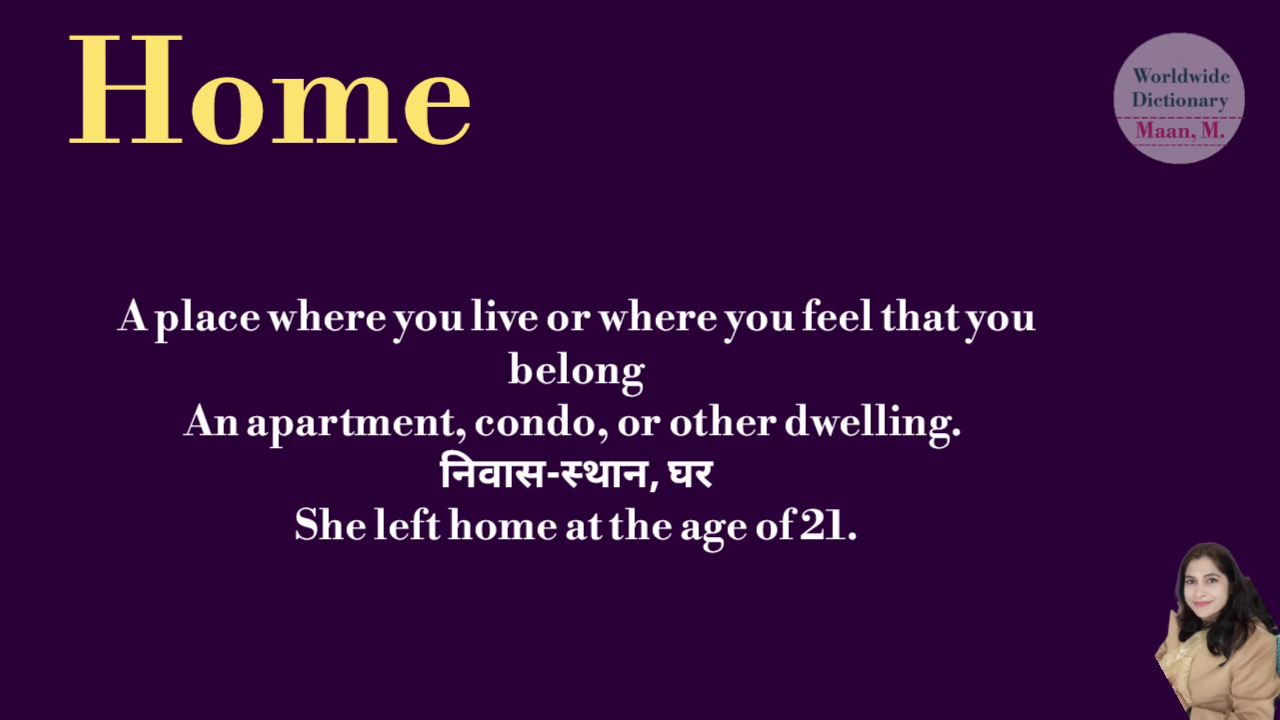 Home
Worldwide
Dictionary
Maan, M.
A place where you live or where you feel that you
belong
An apartment, condo, or other dwelling.
निवास-स्थान, घर
She left home at the age of 21.